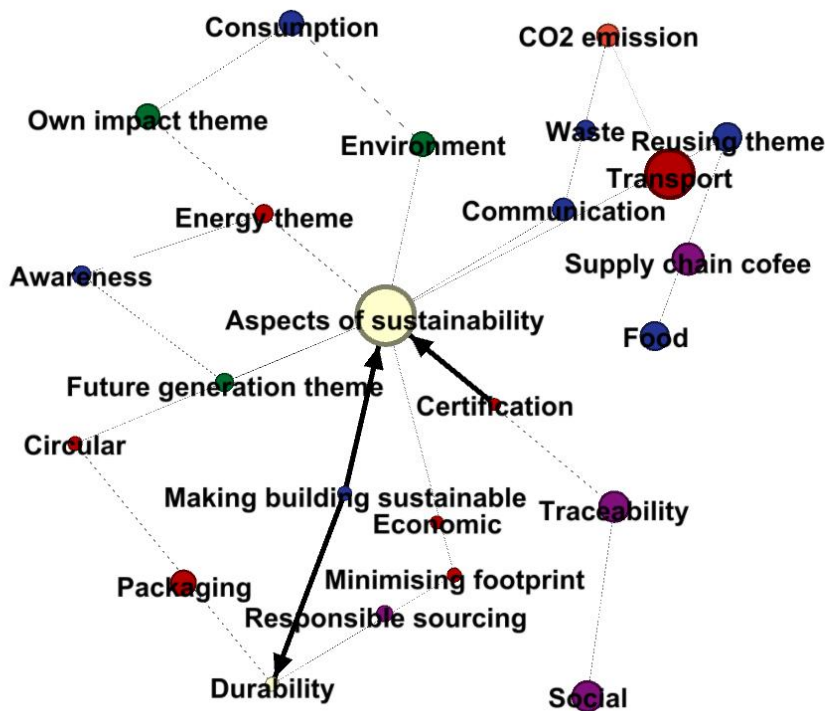 Consumption
CO2 emission
Own impact theme
Waste
Reusing theme
Environment
Transport
Energy theme
Communication
Awareness
Supply chain cofee
Aspects of sustainability
Food
Future generation theme
Certification
Circular
Making building sustainable
Traceability
Economic
Packaging
Minimising footprint
Responsible sourcing
Durability
Social